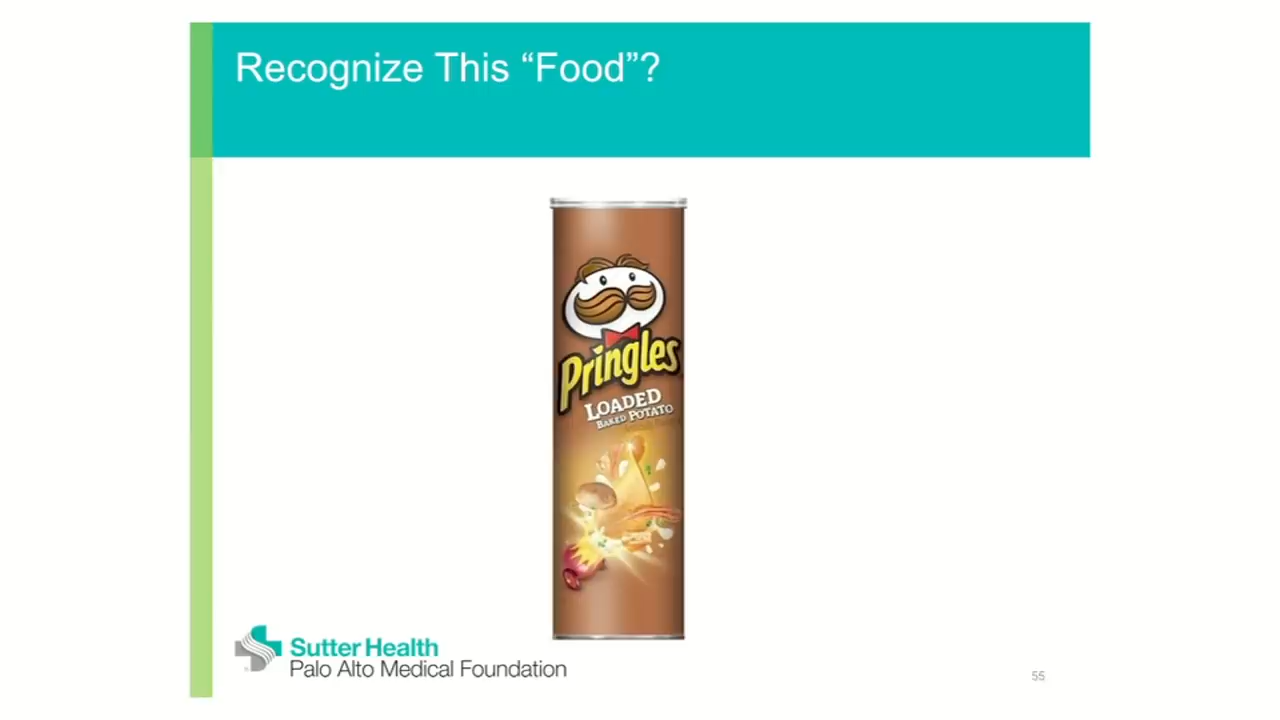 Recognize This “Food”?
Pringles
LOADED
BAKED POTATO
Sutter Health
Palo Alto Medical Foundation
55